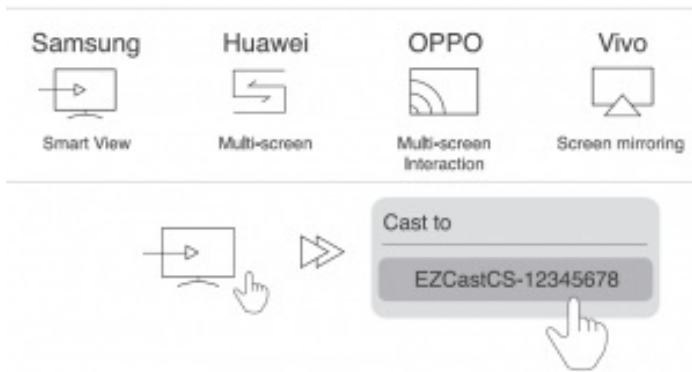 Samsung Huawei OPPO Vivo
Smart View Multi-screen Multi-screen Interaction Screen mirroring
Cast to
EZCastCS-12345678